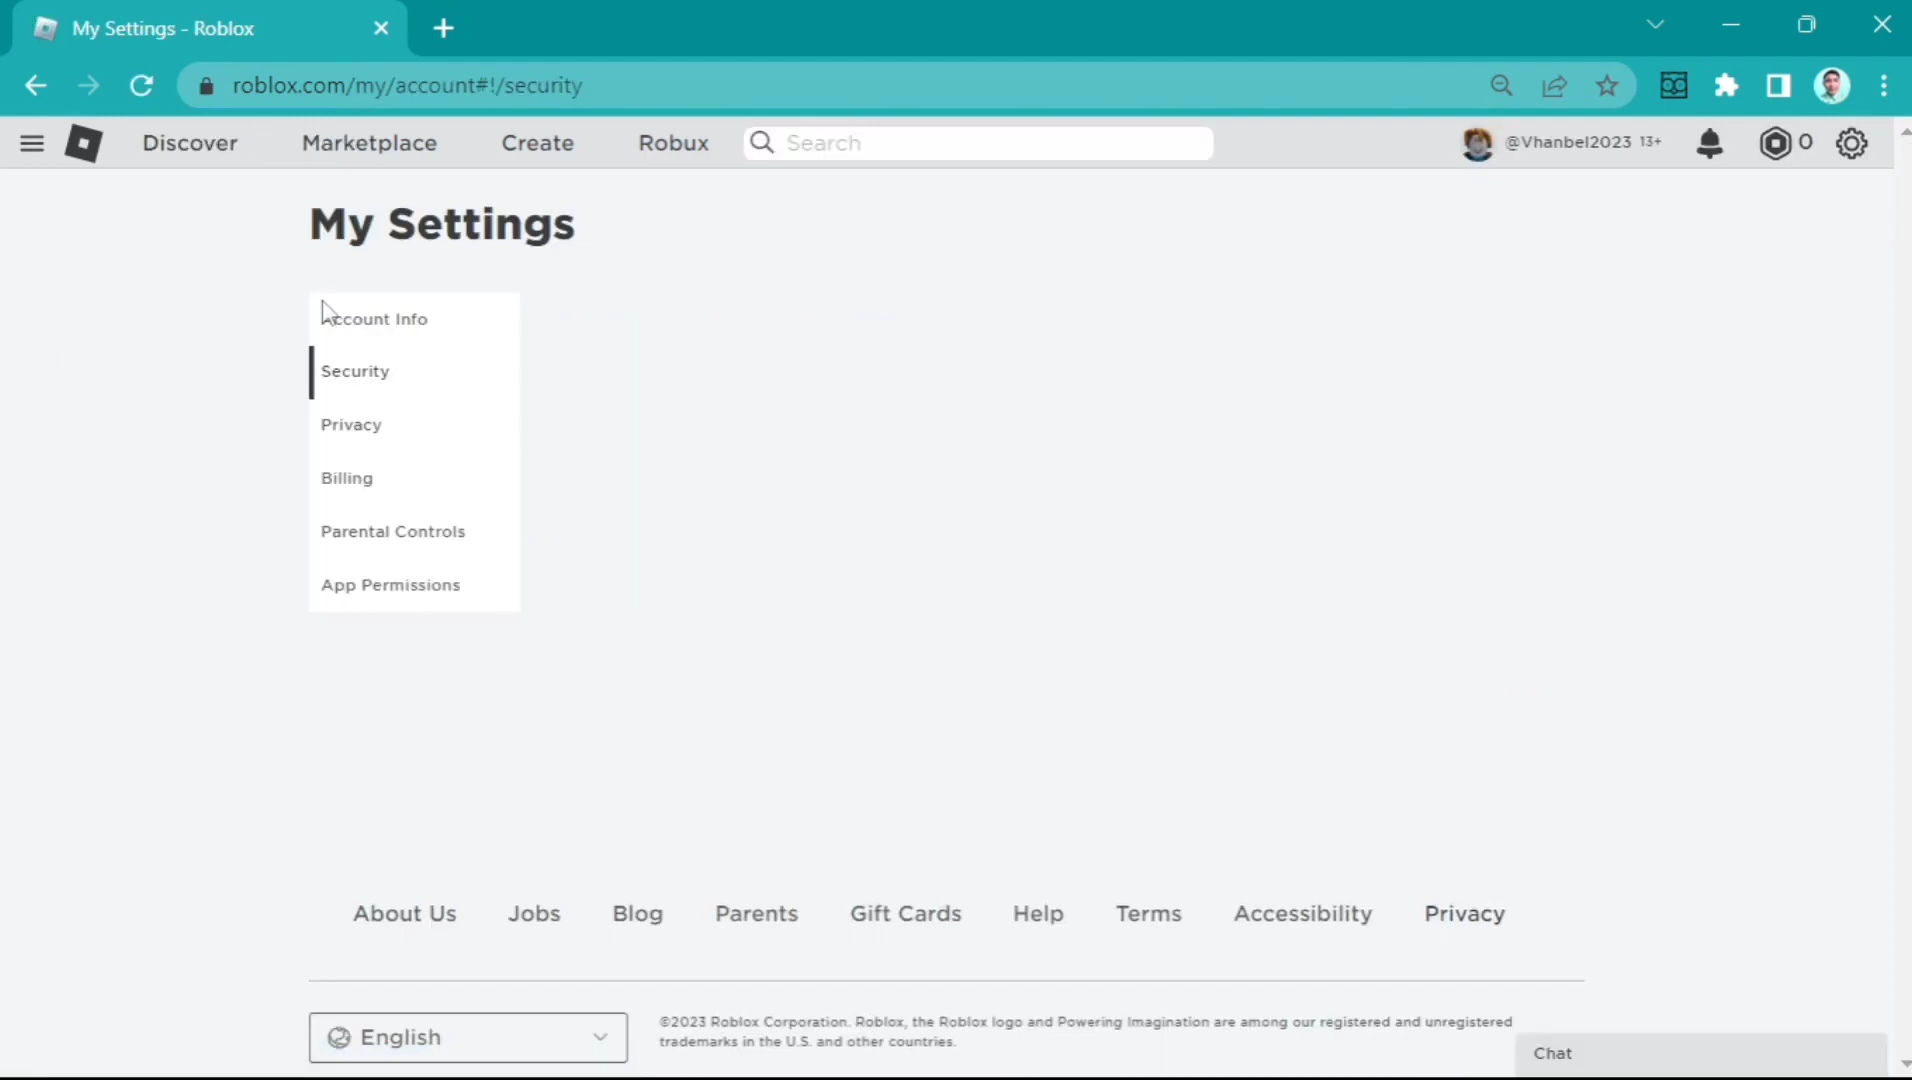 My Settings - Roblox
roblox.com/my/account#!/security
Discover
Marketplace
Create
Robux
Search
@Vhanbel2023 13+
0
My Settings
Account Info
Security
Privacy
Billing
Parental Controls
App Permissions
About Us
Jobs
Blog
Parents
Gift Cards
Help
Terms
Accessibility
Privacy
English
©2023 Roblox Corporation. Roblox, the Roblox logo and Powering Imagination are among our registered and unregistered
trademarks in the U.S. and other countries.
Chat